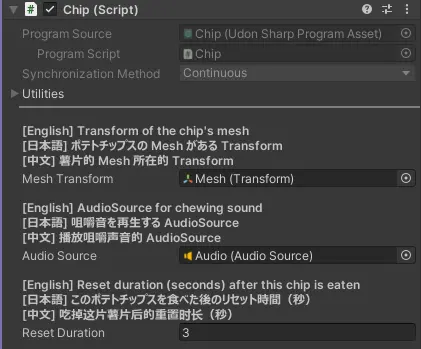 Chip (Script)
Program Source
Chip (Udon Sharp Program Asset)
Program Script
Chip
Synchronization Method
Continuous
Utilities
[English] Transform of the chip's mesh
[日本語] ポテトチップスの Mesh がある Transform
[中文] 薯片的 Mesh 所在的 Transform
Mesh Transform
Mesh (Transform)
[English] AudioSource for chewing sound
[日本語] 咀嚼音を再生する AudioSource
[中文] 播放咀嚼声音的 AudioSource
Audio Source
Audio (Audio Source)
[English] Reset duration (seconds) after this chip is eaten
[日本語] このポテトチップスを食べた後のリセット時間（秒）
[中文] 吃掉这片薯片后的重置时长（秒）
Reset Duration
3